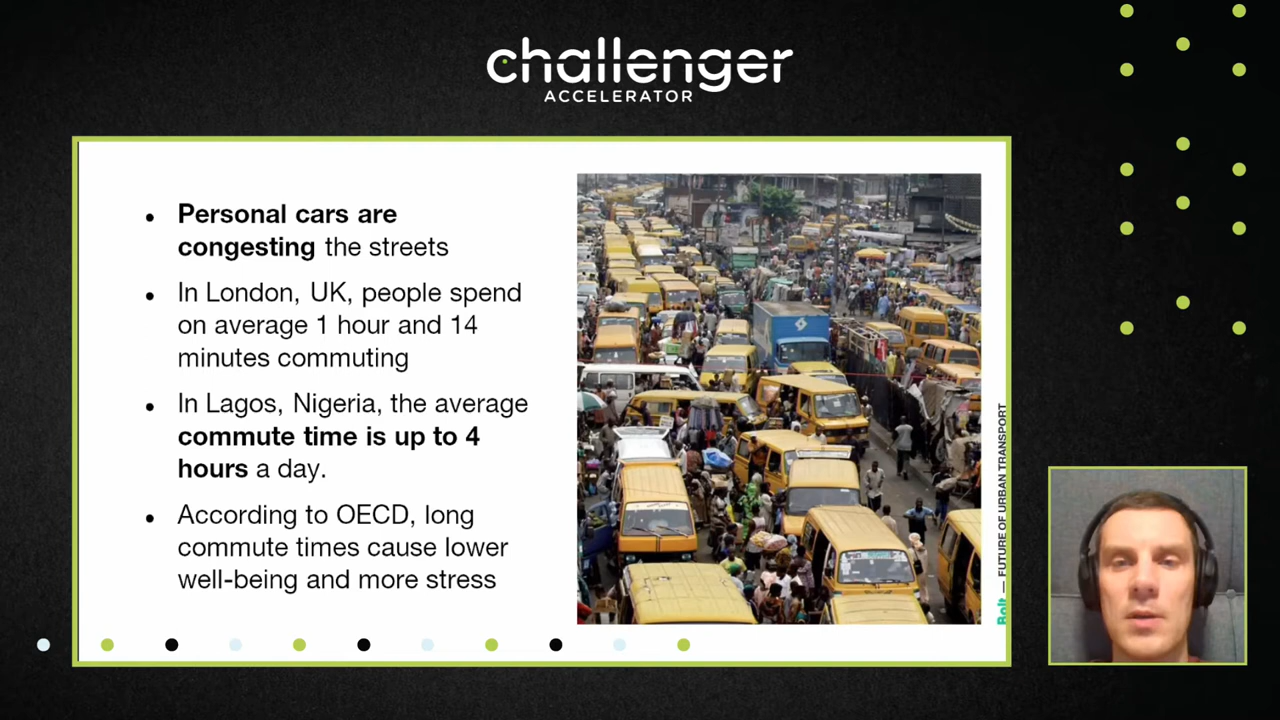 challenger
ACCELERATOR
Personal cars are
congesting the streets
In London, UK, people spend
on average 1 hour and 14
minutes commuting
In Lagos, Nigeria, the average
commute time is up to 4
hours a day.
According to OECD, long
commute times cause lower
well-being and more stress
Bolt — FUTURE OF URBAN TRANSPORT